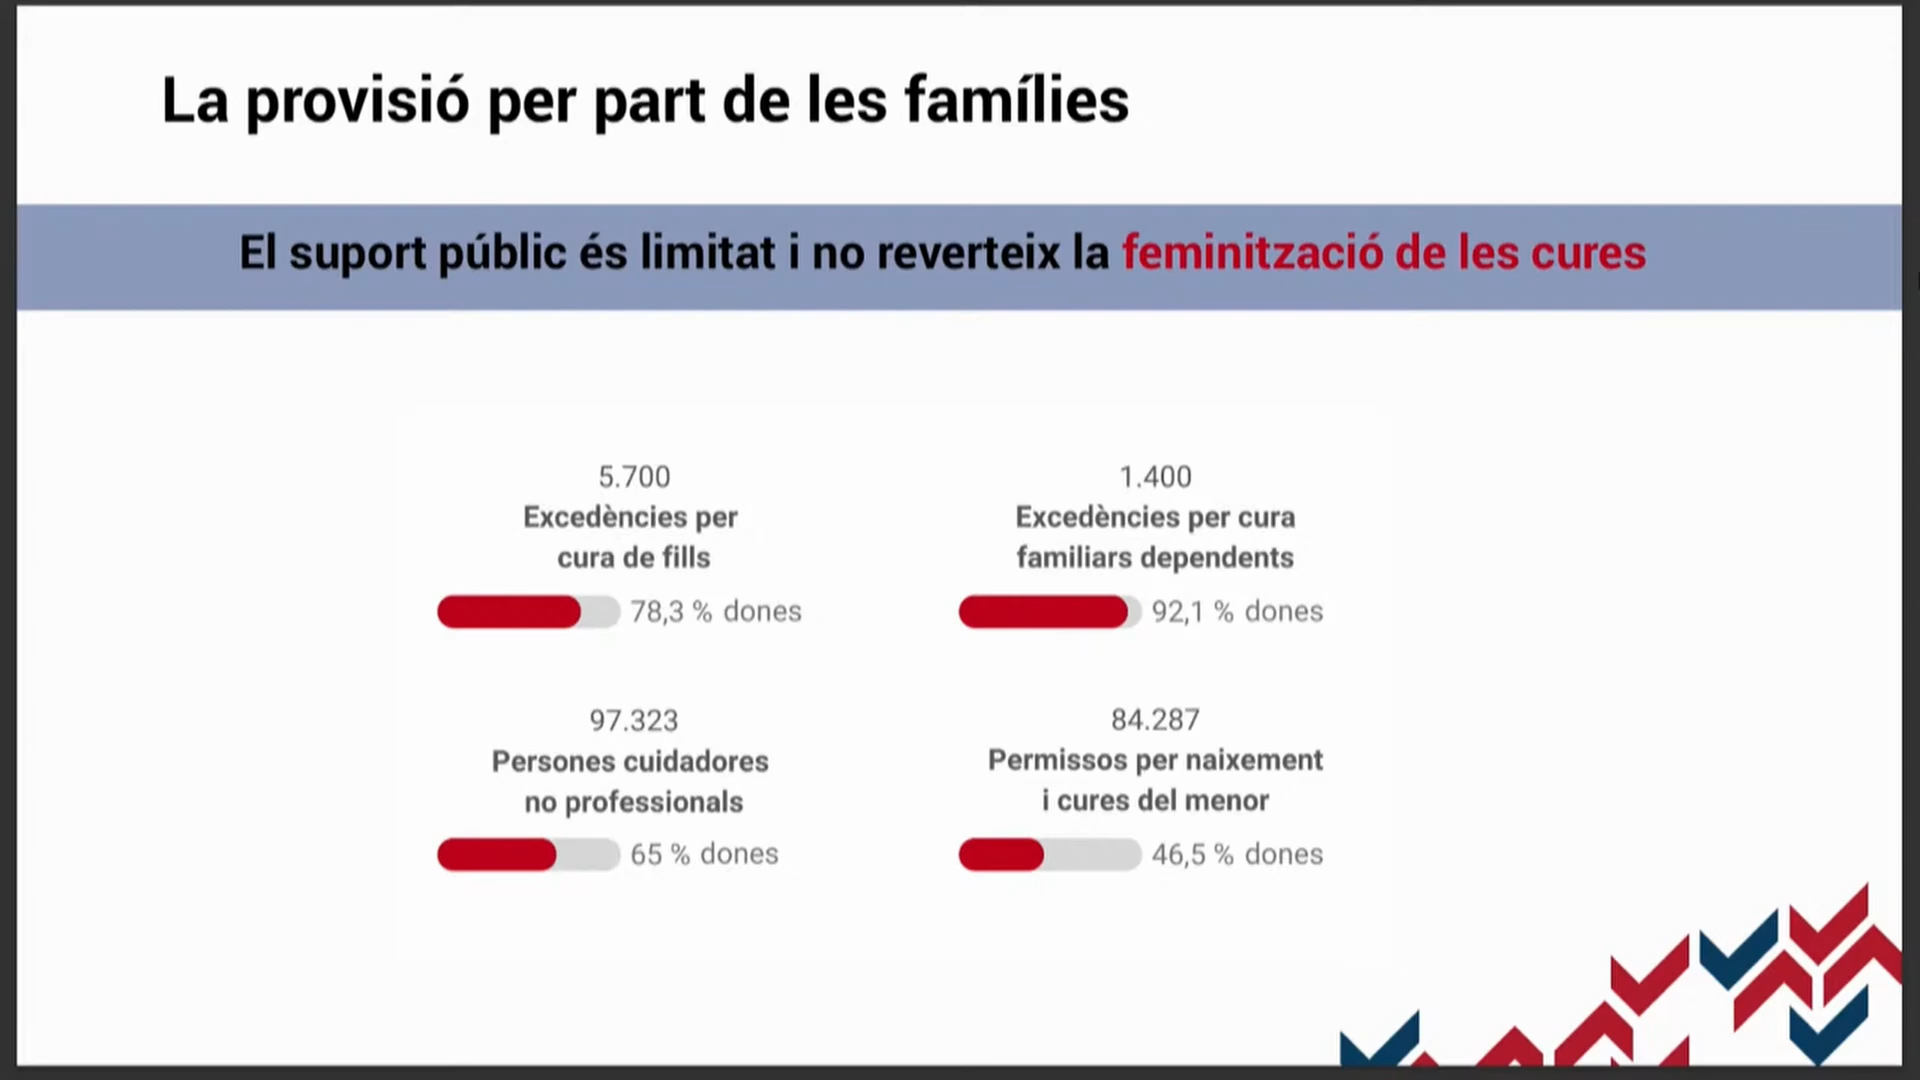 La provisió per part de les famílies
El suport públic és limitat i no reverteix la feminització de les cures
5.700
Excedències per
cura de fills
78,3 % dones
1.400
Excedències per cura
familiars dependents
92,1 % dones
97.323
Persones cuidadores
no professionals
65 % dones
84.287
Permissos per naixement
i cures del menor
46,5 % dones